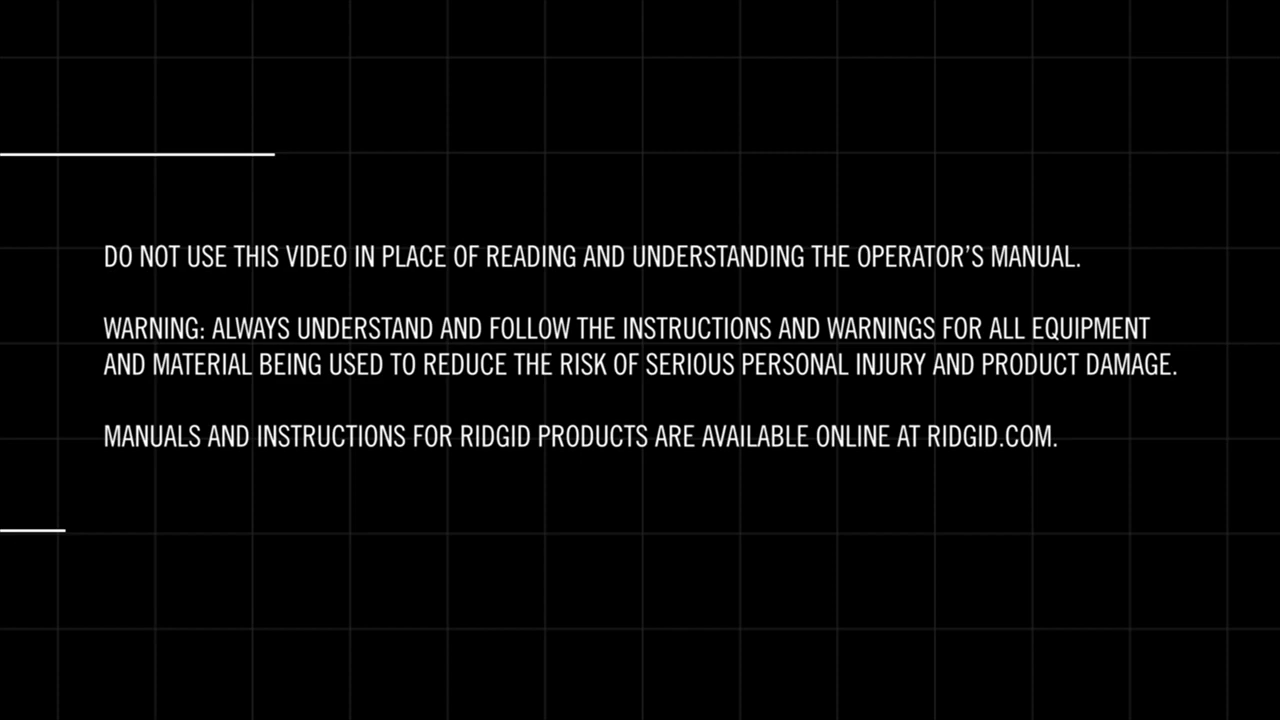 DO NOT USE THIS VIDEO IN PLACE OF READING AND UNDERSTANDING THE OPERATOR’S MANUAL.
WARNING: ALWAYS UNDERSTAND AND FOLLOW THE INSTRUCTIONS AND WARNINGS FOR ALL EQUIPMENT
AND MATERIAL BEING USED TO REDUCE THE RISK OF SERIOUS PERSONAL INJURY AND PRODUCT DAMAGE.
MANUALS AND INSTRUCTIONS FOR RIDGID PRODUCTS ARE AVAILABLE ONLINE AT RIDGID.COM.